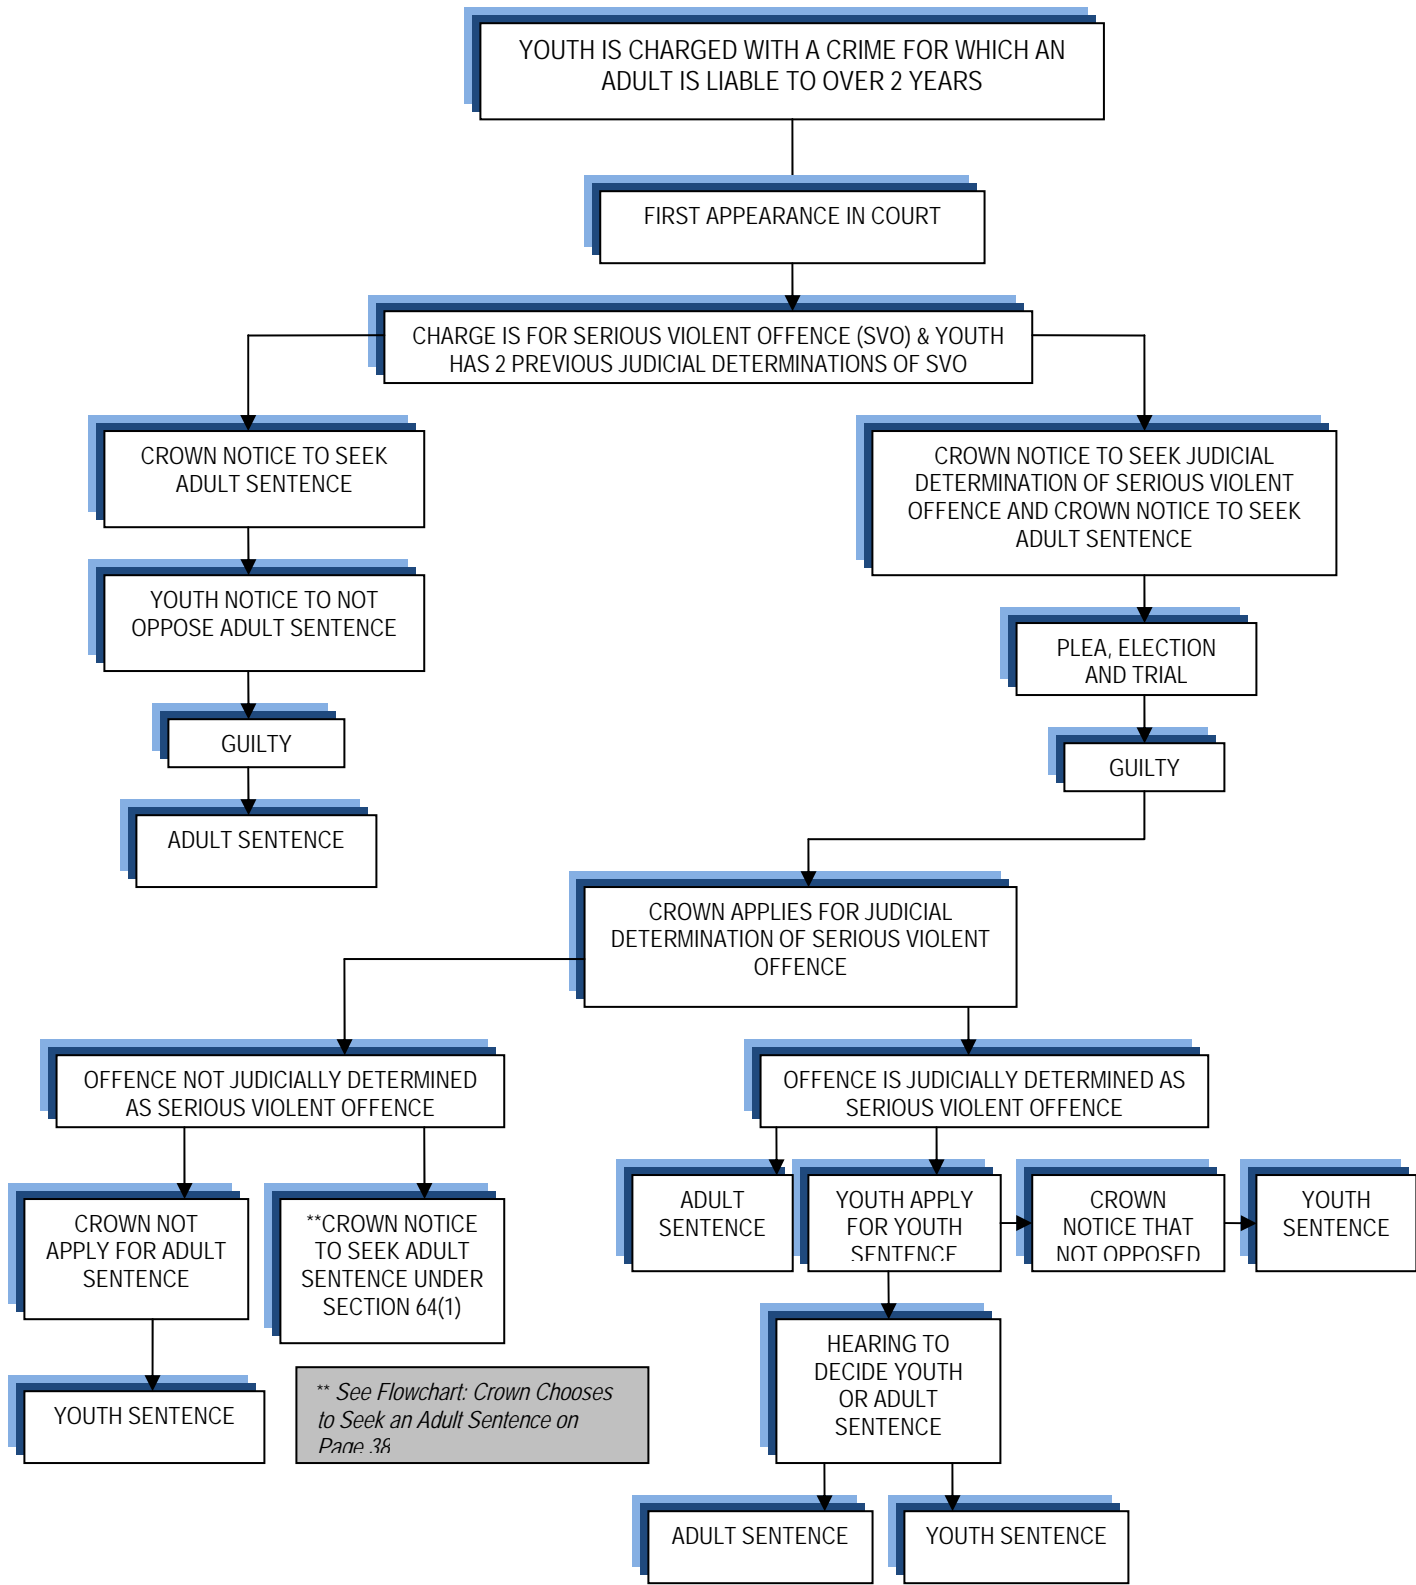 YOUTH IS CHARGED WITH A CRIME FOR WHICH AN
ADULT IS LIABLE TO OVER 2 YEARS
FIRST APPEARANCE IN COURT
CHARGE IS FOR SERIOUS VIOLENT OFFENCE (SVO) & YOUTH
HAS 2 PREVIOUS JUDICIAL DETERMINATIONS OF SVO
CROWN NOTICE TO SEEK
ADULT SENTENCE
YOUTH NOTICE TO NOT
OPPOSE ADULT SENTENCE
GUILTY
ADULT SENTENCE
CROWN NOTICE TO SEEK JUDICIAL
DETERMINATION OF SERIOUS VIOLENT
OFFENCE AND CROWN NOTICE TO SEEK
ADULT SENTENCE
PLEA, ELECTION
AND TRIAL
GUILTY
CROWN APPLIES FOR JUDICIAL
DETERMINATION OF SERIOUS VIOLENT
OFFENCE
OFFENCE NOT JUDICIALLY DETERMINED
AS SERIOUS VIOLENT OFFENCE
CROWN NOT
APPLY FOR ADULT
SENTENCE
YOUTH SENTENCE
**CROWN NOTICE
TO SEEK ADULT
SENTENCE UNDER
SECTION 64(1)
** See Flowchart: Crown Chooses
to Seek an Adult Sentence on
Page 38
OFFENCE IS JUDICIALLY DETERMINED AS
SERIOUS VIOLENT OFFENCE
ADULT
SENTENCE
YOUTH APPLY
FOR YOUTH
SENTENCE
CROWN
NOTICE THAT
NOT OPPOSED
YOUTH
SENTENCE
HEARING TO
DECIDE YOUTH
OR ADULT
SENTENCE
ADULT SENTENCE
YOUTH SENTENCE